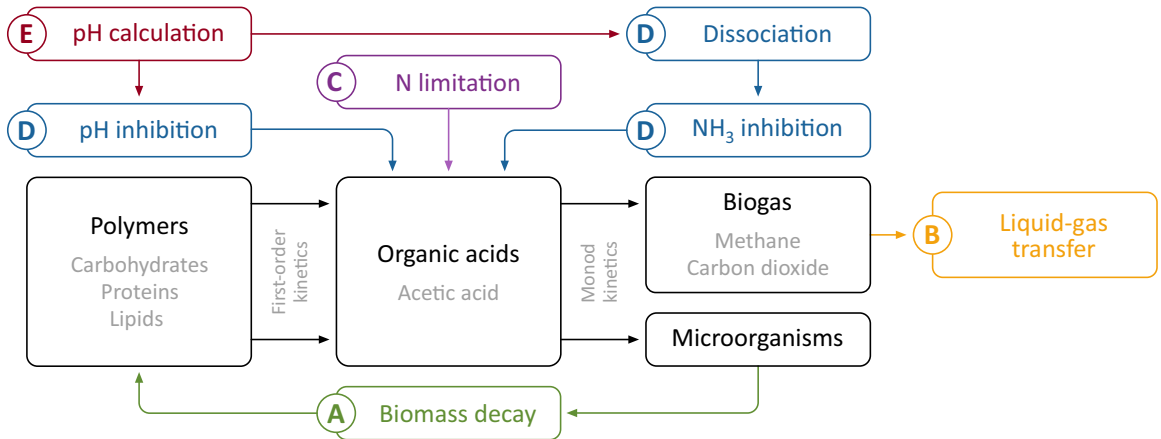 E pH calculation
D Dissociation
C N limitation
D pH inhibition
D NH₃ inhibition
Polymers
Carbohydrates
Proteins
Lipids
First-order
kinetics
Organic acids
Acetic acid
Monod
kinetics
Biogas
Methane
Carbon dioxide
B Liquid-gas
transfer
Microorganisms
A Biomass decay